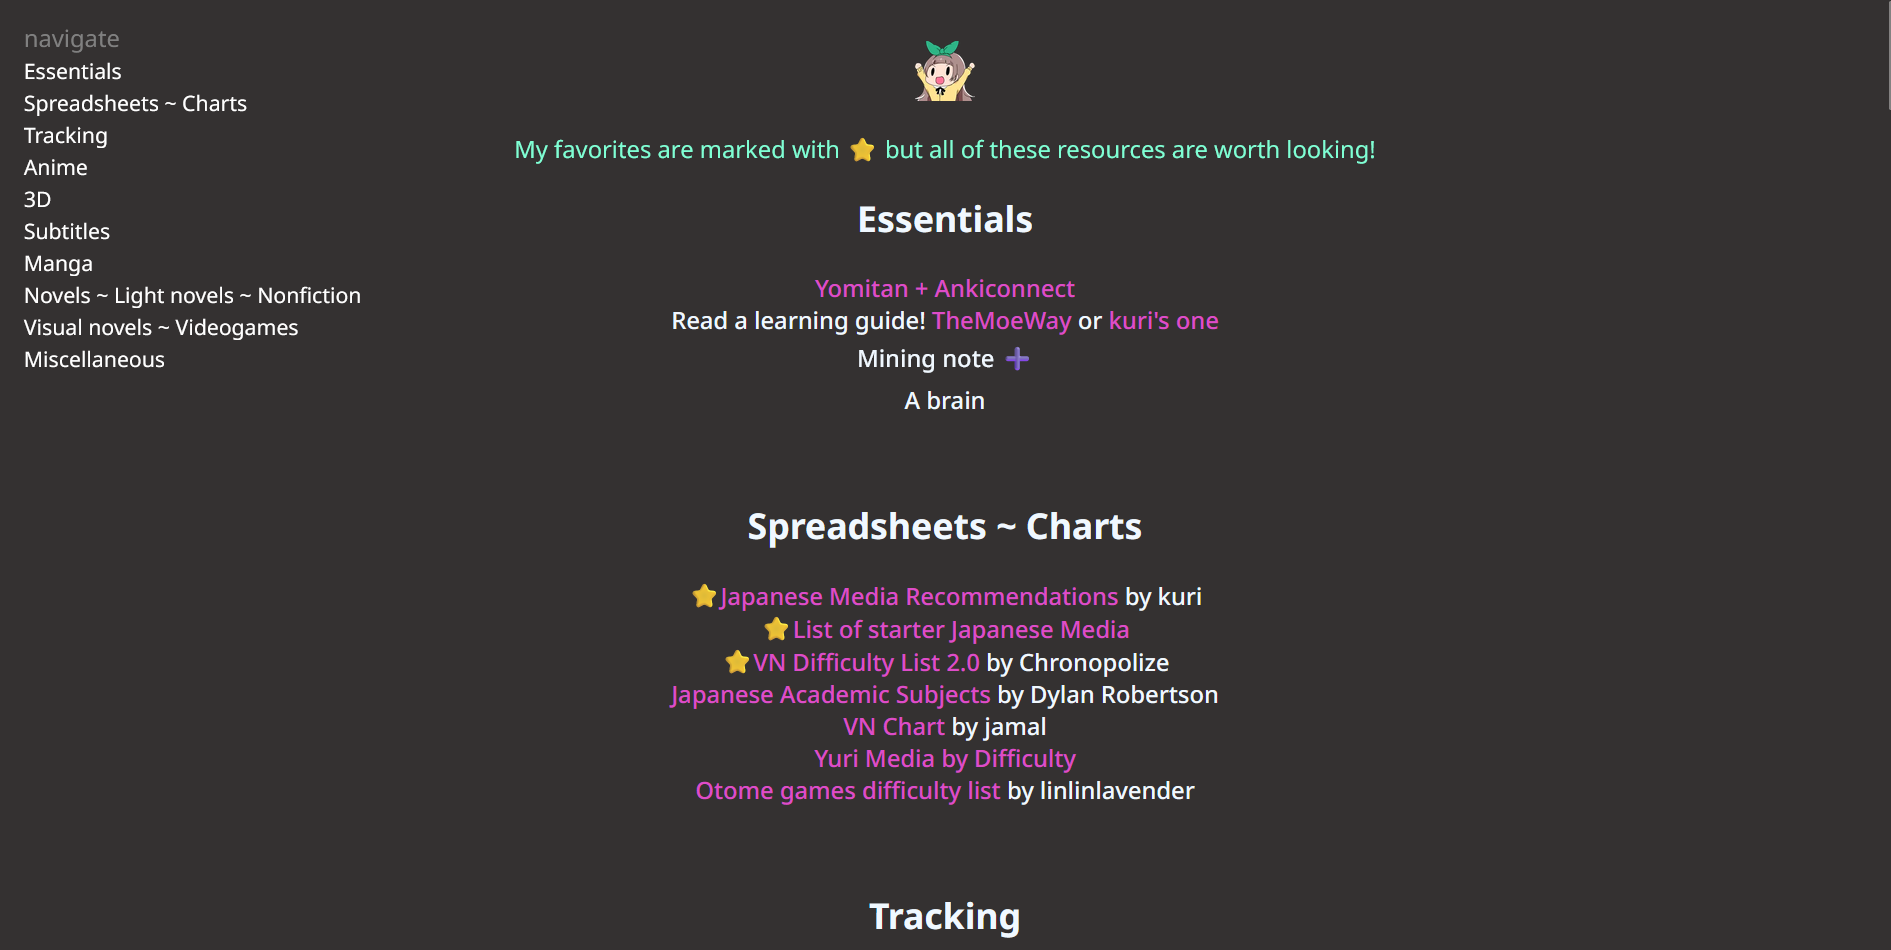 navigate
Essentials
Spreadsheets ~ Charts
Tracking
Anime
3D
Subtitles
Manga
Novels ~ Light novels ~ Nonfiction
Visual novels ~ Videogames
Miscellaneous
My favorites are marked with ⭐ but all of these resources are worth looking!
Essentials
Yomitan + Ankiconnect
Read a learning guide! TheMoeWay or kuri's one
Mining note ➕
A brain
Spreadsheets ~ Charts
⭐Japanese Media Recommendations by kuri
⭐List of starter Japanese Media
⭐VN Difficulty List 2.0 by Chronopolize
Japanese Academic Subjects by Dylan Robertson
VN Chart by jamal
Yuri Media by Difficulty
Otome games difficulty list by linlinlavender
Tracking